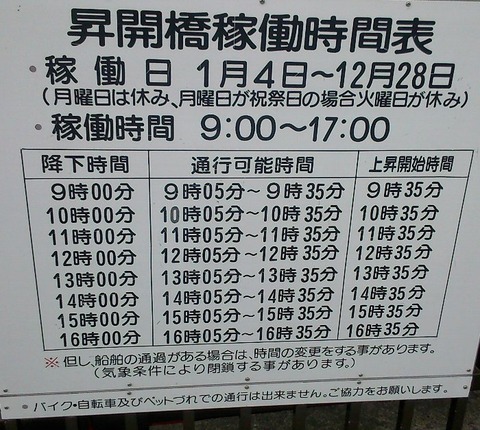 昇開橋稼働時間表
・稼働日 1月4日～12月28日
(月曜日は休み、月曜日が祝祭日の場合火曜日が休み)
・稼働時間 9:00～17:00
降下時間 通行可能時間 上昇開始時間
9時00分 9時05分～9時35分 9時35分
10時00分 10時05分～10時35分 10時35分
11時00分 11時05分～11時35分 11時35分
12時00分 12時05分～12時35分 12時35分
13時00分 13時05分～13時35分 13時35分
14時00分 14時05分～14時35分 14時35分
15時00分 15時05分～15時35分 15時35分
16時00分 16時05分～16時35分 16時35分
※ 但し、船舶の通過がある場合は、時間の変更をする事があります。
(気象条件により閉鎖する事があります。)
・バイク・自転車及びペットづれでの通行は出来ません。ご協力をお願いします。